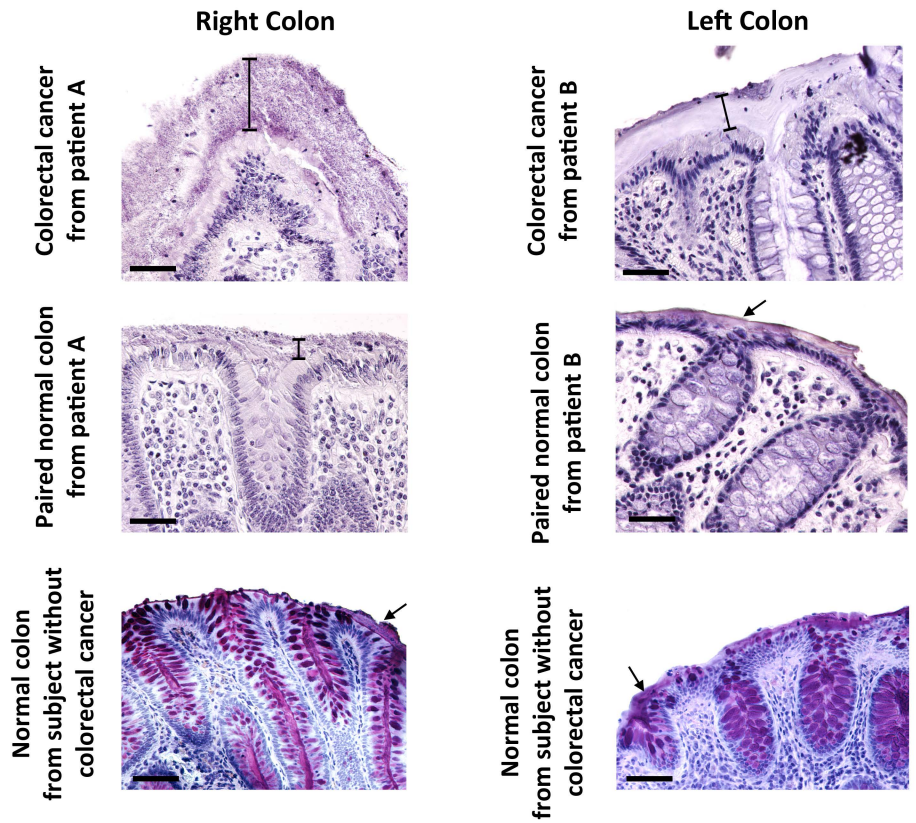 Right Colon
Left Colon
Colorectal cancer
from patient A
Colorectal cancer
from patient B
Paired normal colon
from patient A
Paired normal colon
from patient B
Normal colon
from subject without
colorectal cancer
Normal colon
from subject without
colorectal cancer